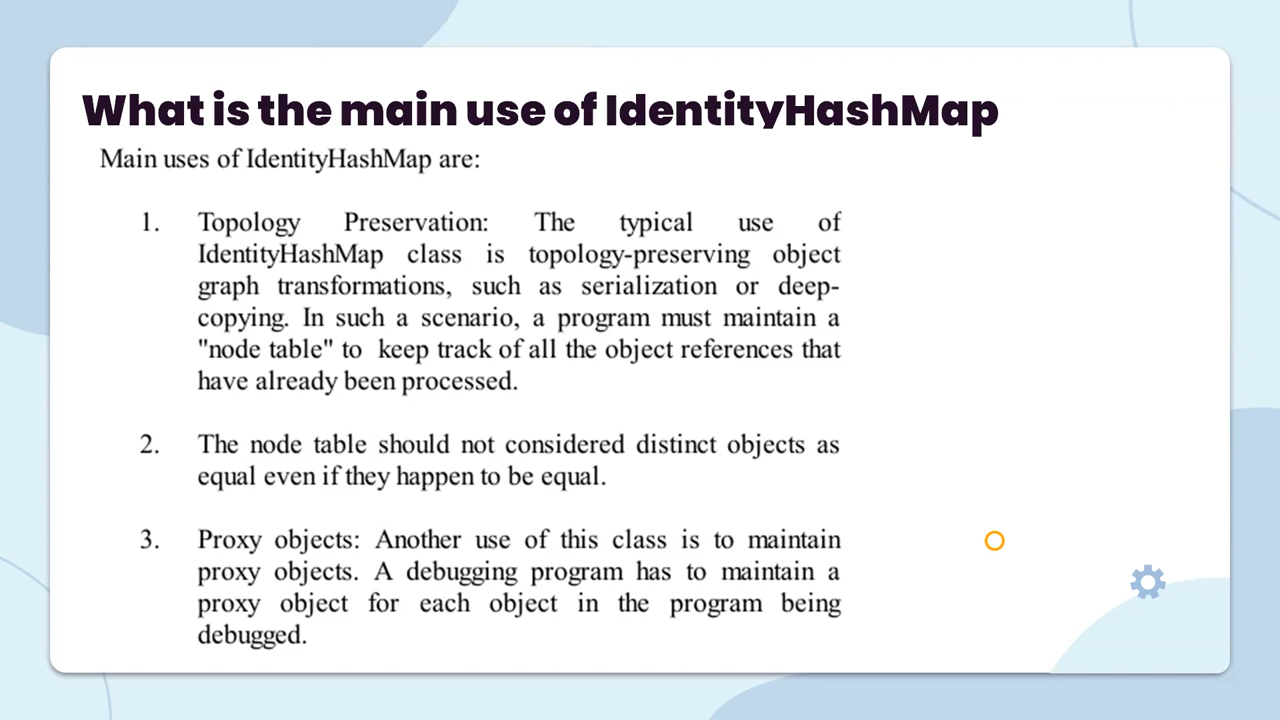 What is the main use of IdentityHashMap
Main uses of IdentityHashMap are:
1. Topology Preservation: The typical use of
IdentityHashMap class is topology-preserving object
graph transformations, such as serialization or deep-
copying. In such a scenario, a program must maintain a
"node table" to keep track of all the object references that
have already been processed.
2. The node table should not considered distinct objects as
equal even if they happen to be equal.
3. Proxy objects: Another use of this class is to maintain
proxy objects. A debugging program has to maintain a
proxy object for each object in the program being
debugged.